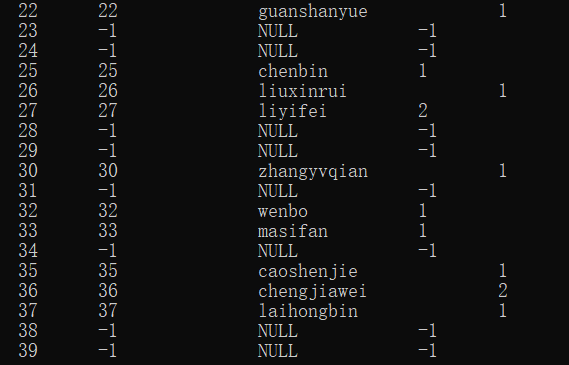 22 22 guanshanyue 1
23 -1 NULL -1
24 -1 NULL -1
25 25 chenbin 1
26 26 liuxinrui 1
27 27 liyifei 2
28 -1 NULL -1
29 -1 NULL -1
30 30 zhangyvqian 1
31 -1 NULL -1
32 32 wenbo 1
33 33 masifan 1
34 -1 NULL -1
35 35 caoshenjie 1
36 36 chengjiawei 2
37 37 laihongbin 1
38 -1 NULL -1
39 -1 NULL -1